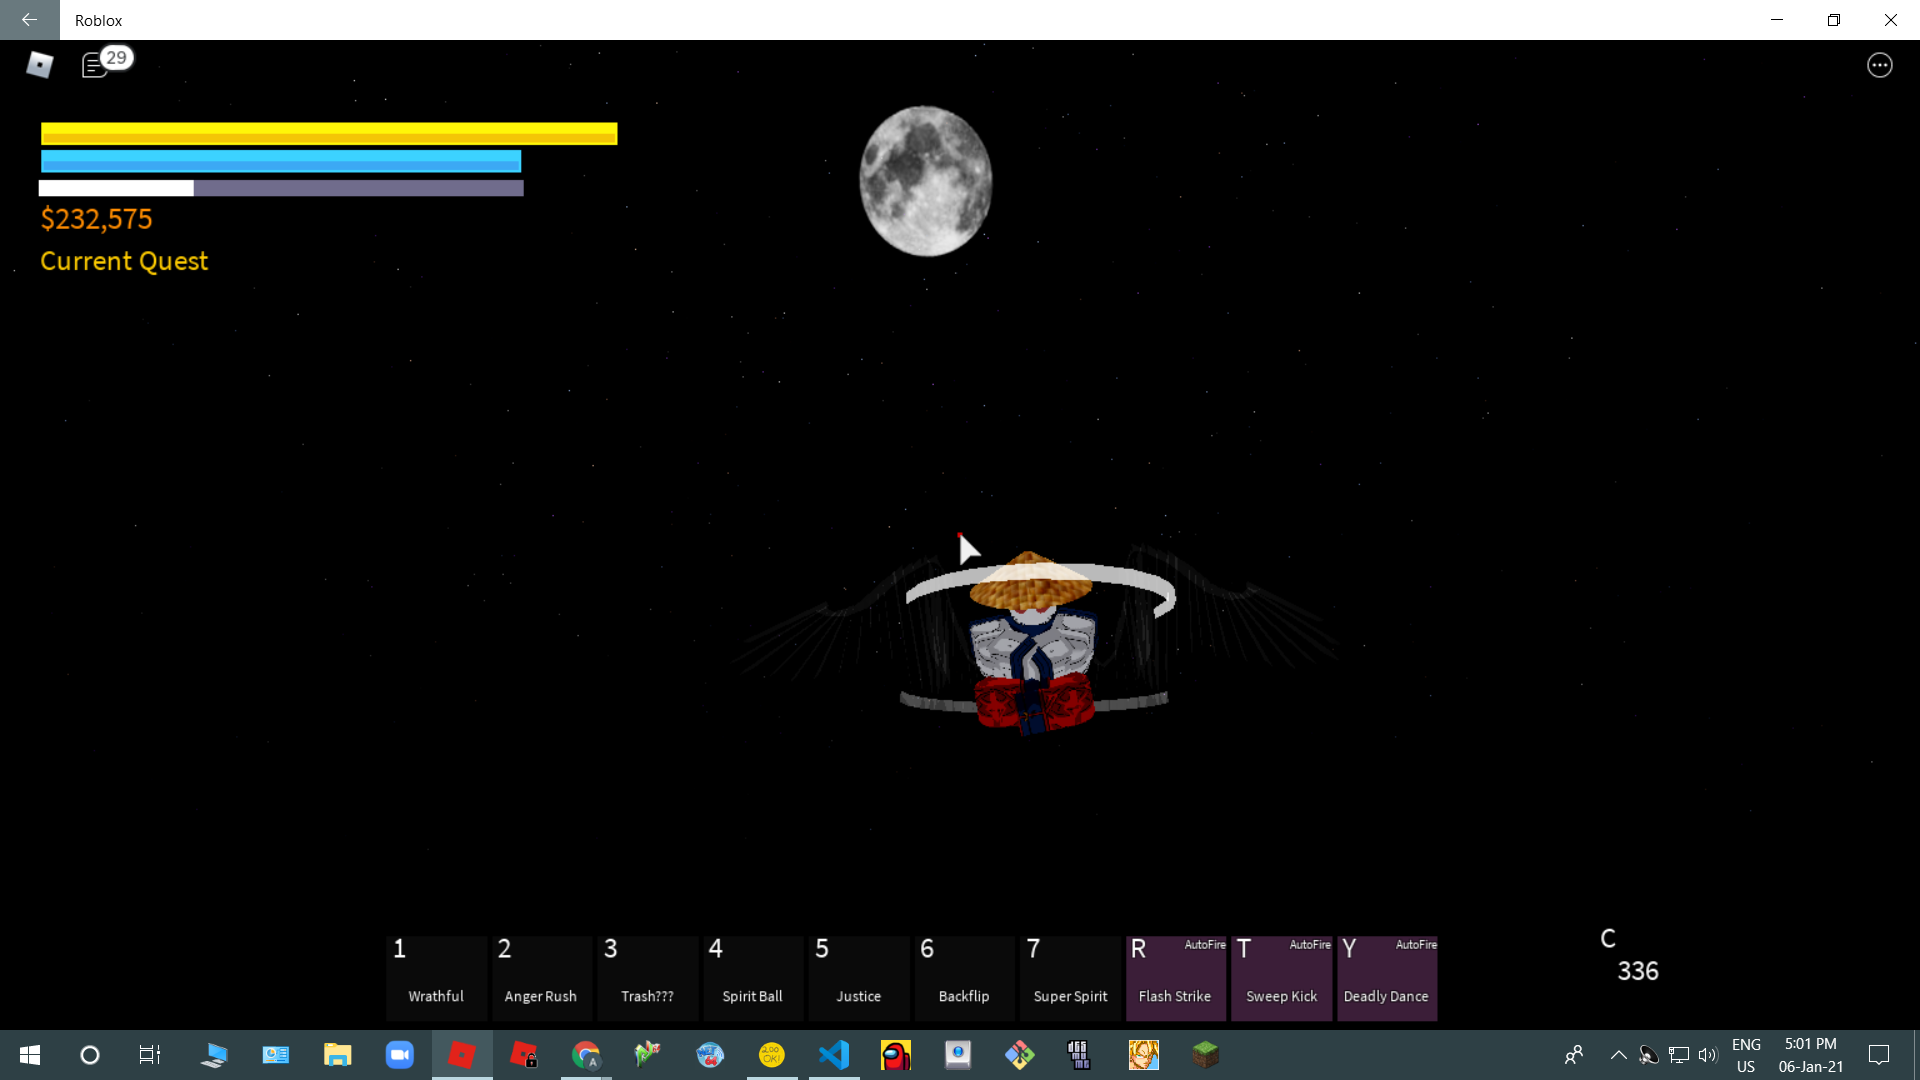 Roblox
29
$232,575
Current Quest
1
Wrathful
2
Anger Rush
3
Trash???
4
Spirit Ball
5
Justice
6
Backflip
7
Super Spirit
R AutoFire
Flash Strike
T AutoFire
Sweep Kick
Y AutoFire
Deadly Dance
C
336
ENG
US
5:01 PM
06-Jan-21